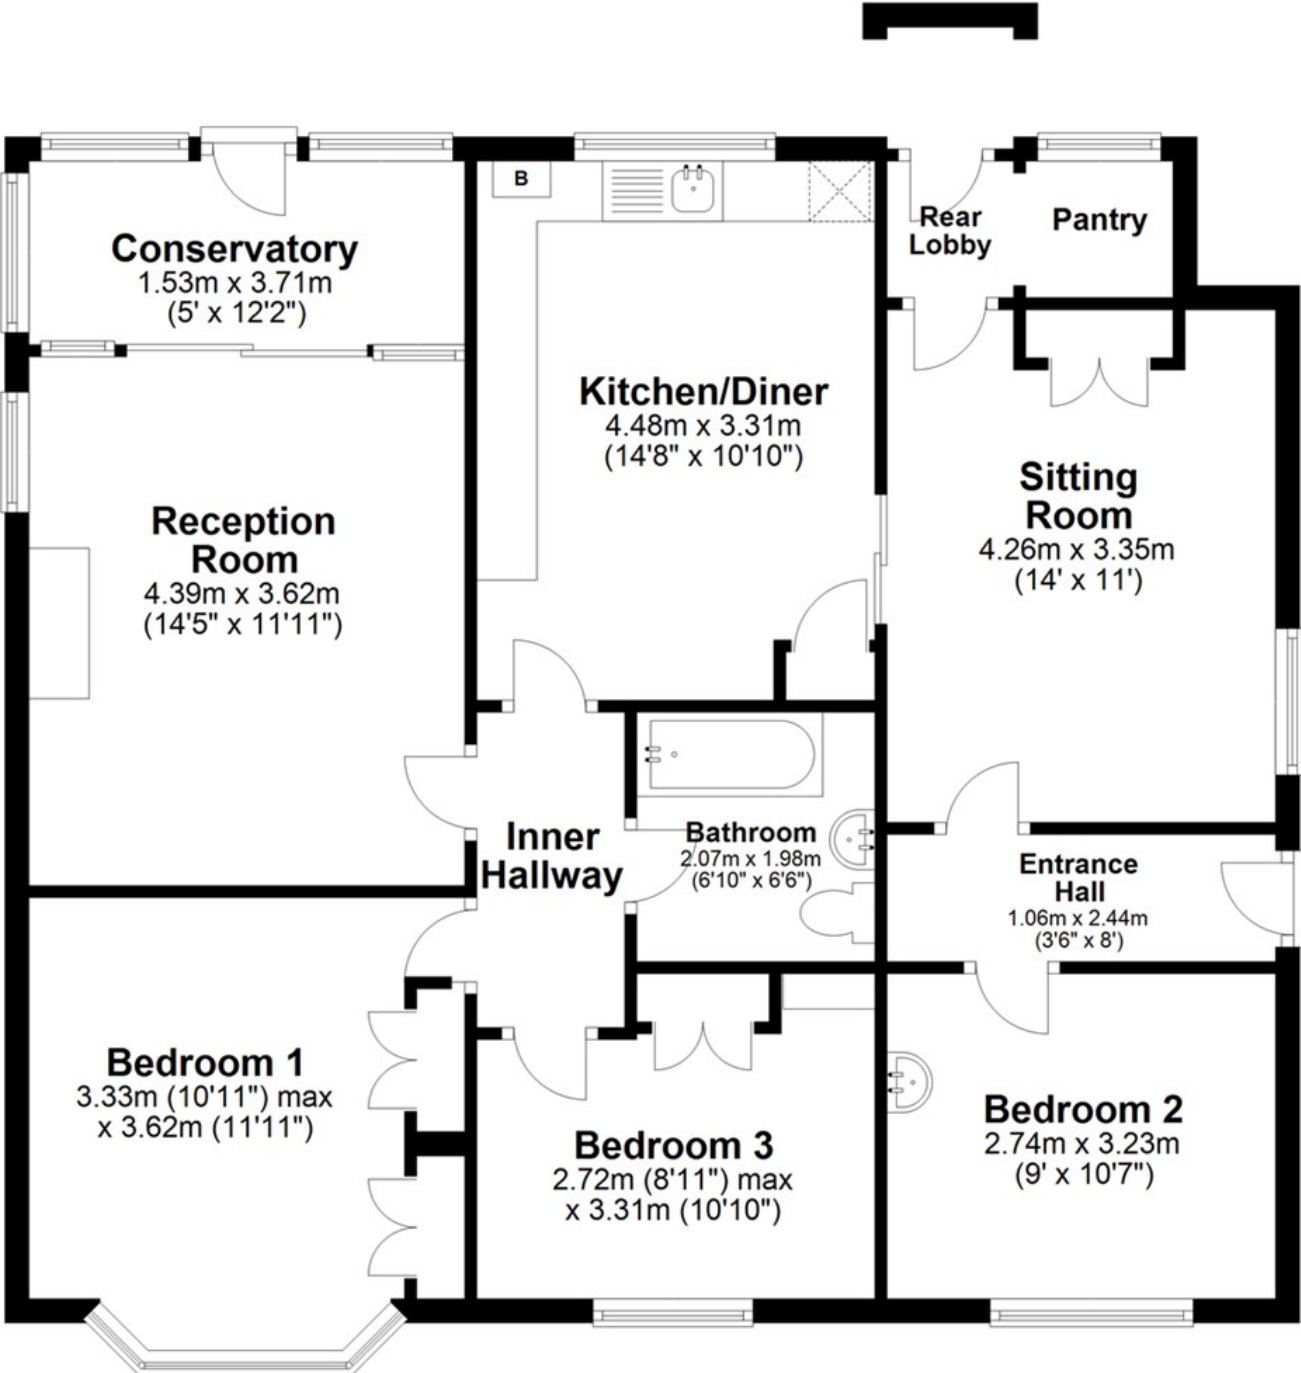 B
Rear
Lobby
Pantry
Conservatory
1.53m x 3.71m
(5' x 12'2")
Kitchen/Diner
4.48m x 3.31m
(14'8" x 10'10")
Sitting
Room
4.26m x 3.35m
(14' x 11')
Reception
Room
4.39m x 3.62m
(14'5" x 11'11")
Inner
Hallway
Bathroom
2.07m x 1.98m
(6'10" x 6'6")
Entrance
Hall
1.06m x 2.44m
(3'6" x 8')
Bedroom 1
3.33m (10'11") max
x 3.62m (11'11")
Bedroom 3
2.72m (8'11") max
x 3.31m (10'10")
Bedroom 2
2.74m x 3.23m
(9' x 10'7")